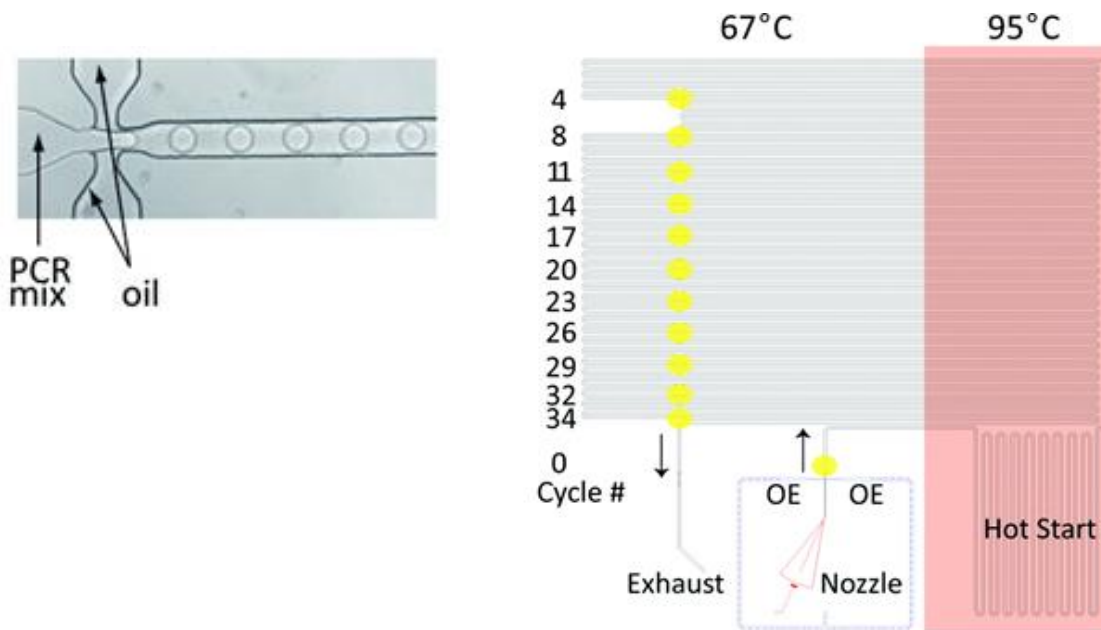 PCR
mix
oil
67°C
95°C
4
8
11
14
17
20
23
26
29
32
34
0
Cycle #
OE
OE
Hot Start
Exhaust
Nozzle